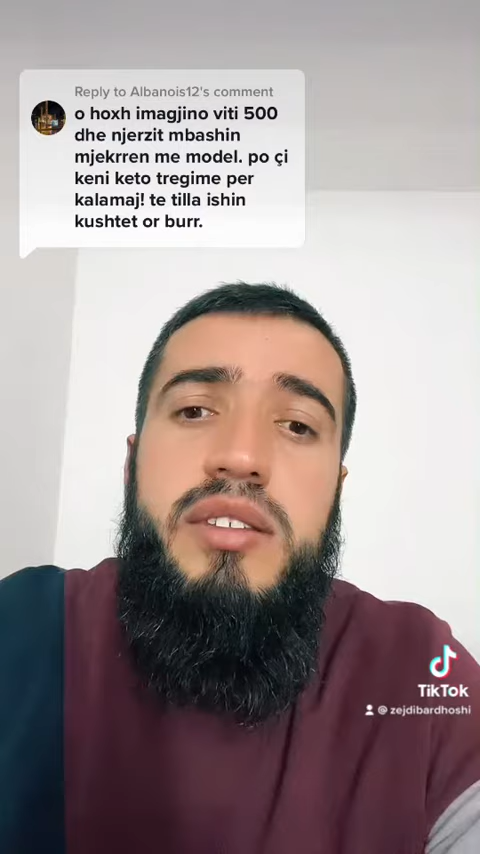 Reply to Albanois12's comment
o hoxh imagjino viti 500
dhe njerzit mbashin
mjekrren me model. po çi
keni keto tregime per
kalamaj! te tilla ishin
kushtet or burr.
TikTok
@zejdibardhoshi